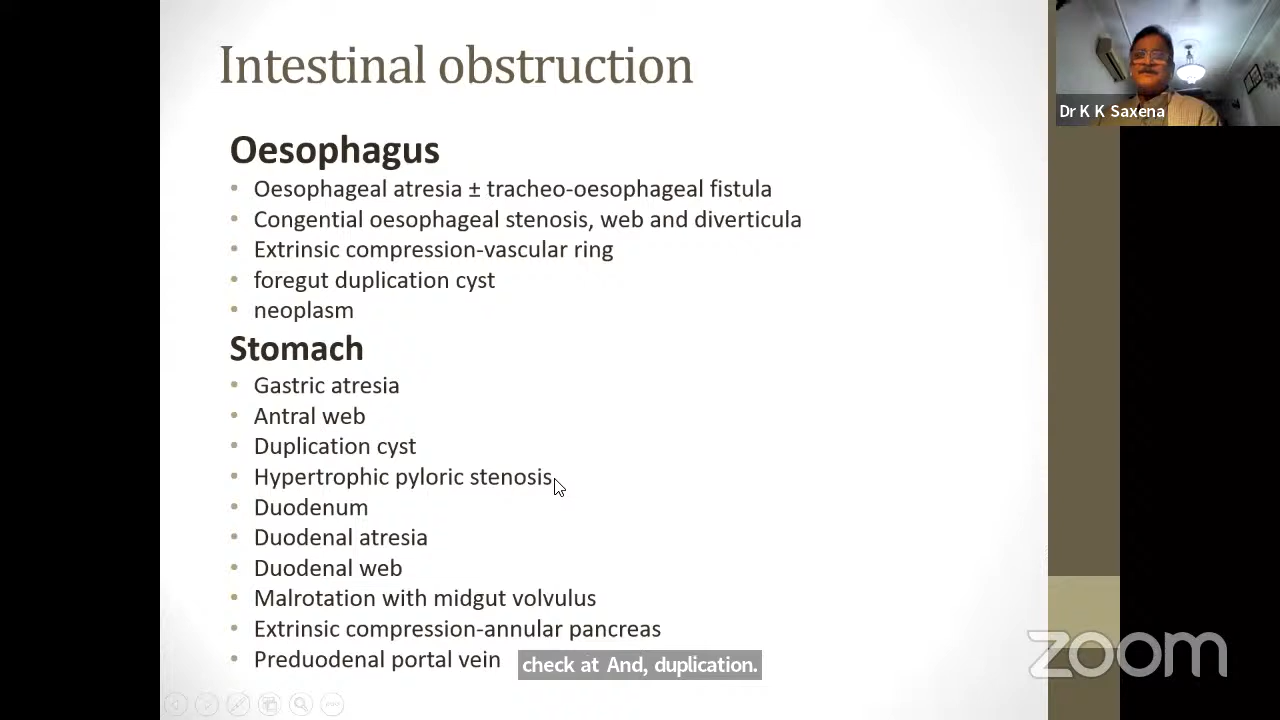 Intestinal obstruction
Dr K K Saxena
Oesophagus
• Oesophageal atresia ± tracheo-oesophageal fistula
• Congential oesophageal stenosis, web and diverticula
• Extrinsic compression-vascular ring
• foregut duplication cyst
• neoplasm
Stomach
• Gastric atresia
• Antral web
• Duplication cyst
• Hypertrophic pyloric stenosis
• Duodenum
• Duodenal atresia
• Duodenal web
• Malrotation with midgut volvulus
• Extrinsic compression-annular pancreas
• Preduodenal portal vein
check at And, duplication.
zoom